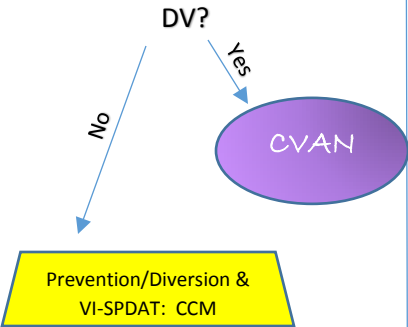 DV?
Yes
No
CVAN
Prevention/Diversion &
VI-SPDAT: CCM